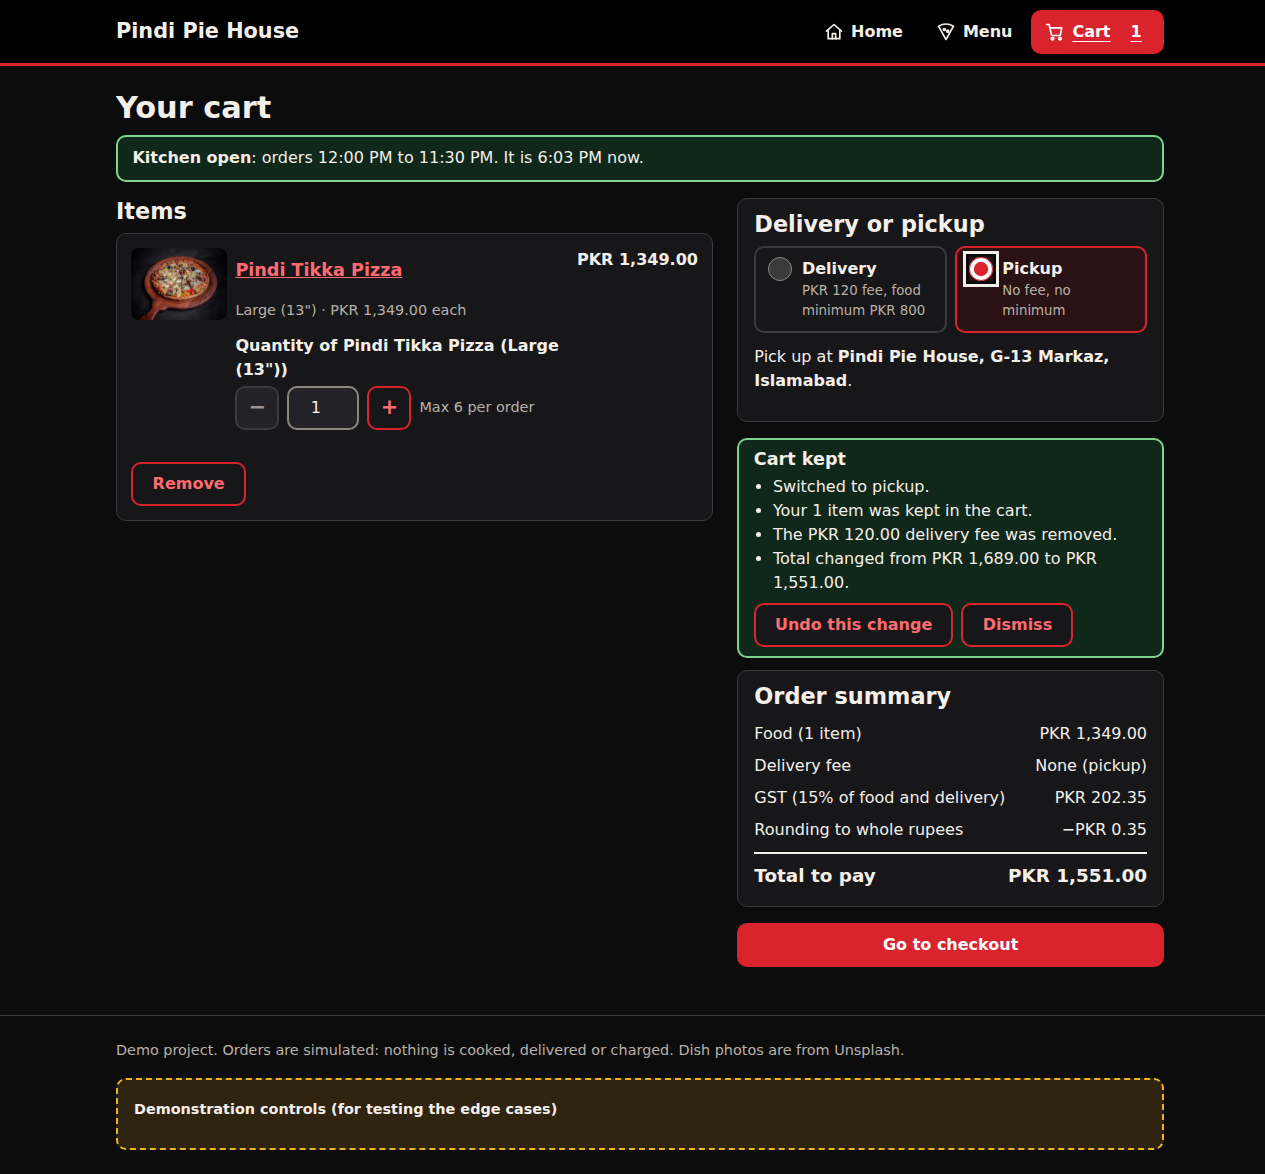 Pindi Pie House
Home
Menu
Cart 1
Your cart
Kitchen open: orders 12:00 PM to 11:30 PM. It is 6:03 PM now.
Items
Pindi Tikka Pizza
PKR 1,349.00
Large (13") · PKR 1,349.00 each
Quantity of Pindi Tikka Pizza (Large
(13"))
−
1
+
Max 6 per order
Remove
Delivery or pickup
Delivery
PKR 120 fee, food
minimum PKR 800
Pickup
No fee, no
minimum
Pick up at Pindi Pie House, G-13 Markaz,
Islamabad.
Cart kept
• Switched to pickup.
• Your 1 item was kept in the cart.
• The PKR 120.00 delivery fee was removed.
• Total changed from PKR 1,689.00 to PKR
1,551.00.
Undo this change
Dismiss
Order summary
Food (1 item) PKR 1,349.00
Delivery fee None (pickup)
GST (15% of food and delivery) PKR 202.35
Rounding to whole rupees −PKR 0.35
Total to pay PKR 1,551.00
Go to checkout
Demo project. Orders are simulated: nothing is cooked, delivered or charged. Dish photos are from Unsplash.
Demonstration controls (for testing the edge cases)